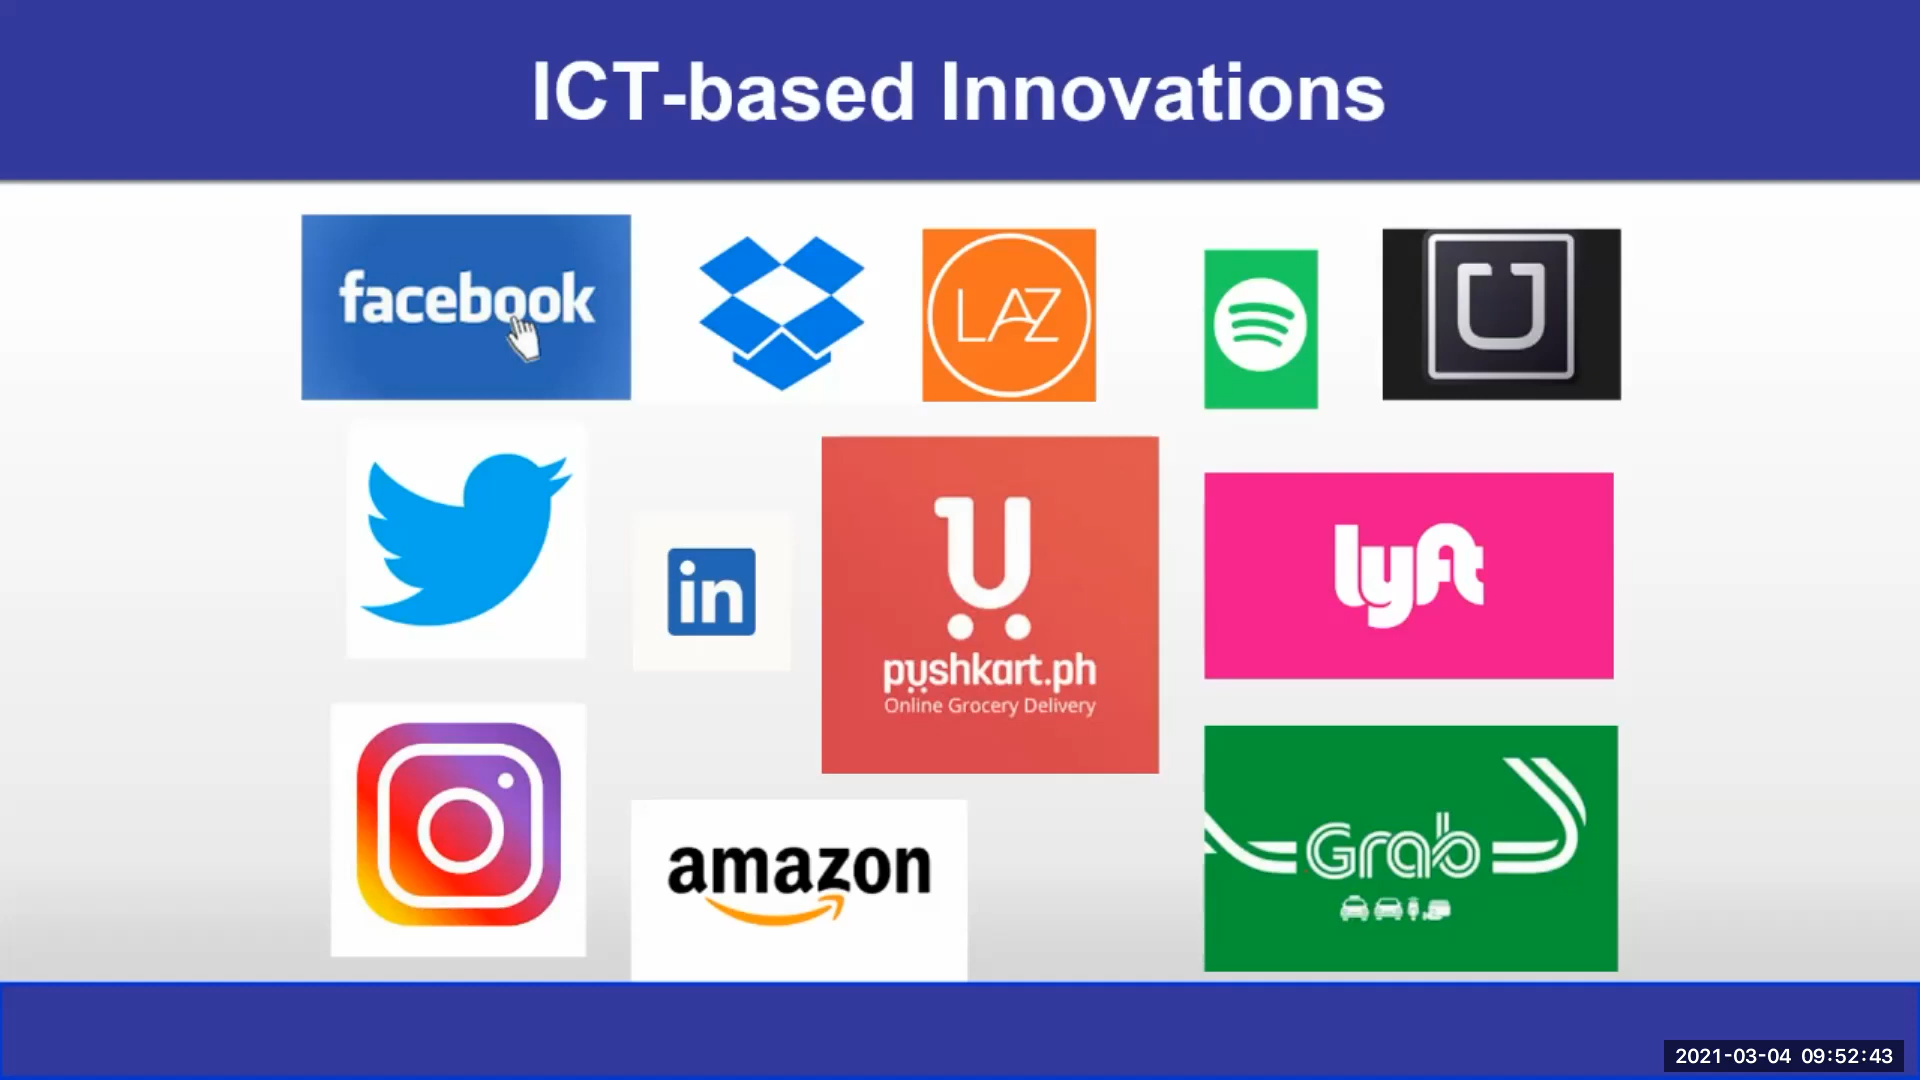 ICT-based Innovations
facebook
LAZ
U
in
pushkart.ph
Online Grocery Delivery
lyft
amazon
Grab
2021-03-04 09:52:43